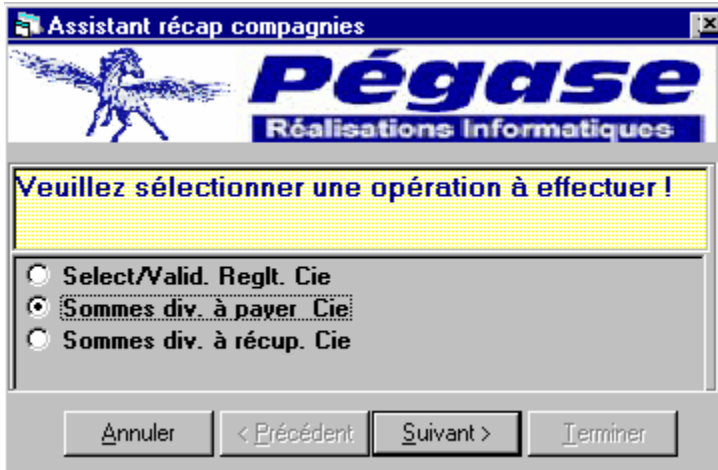 Assistant récap compagnies
Pégase
Réalisations Informatiques
Veuillez sélectionner une opération à effectuer !
Select/Valid. Reglt. Cie
Sommes div. à payer Cie
Sommes div. à récup. Cie
Annuler
< Précédent
Suivant >
Terminer